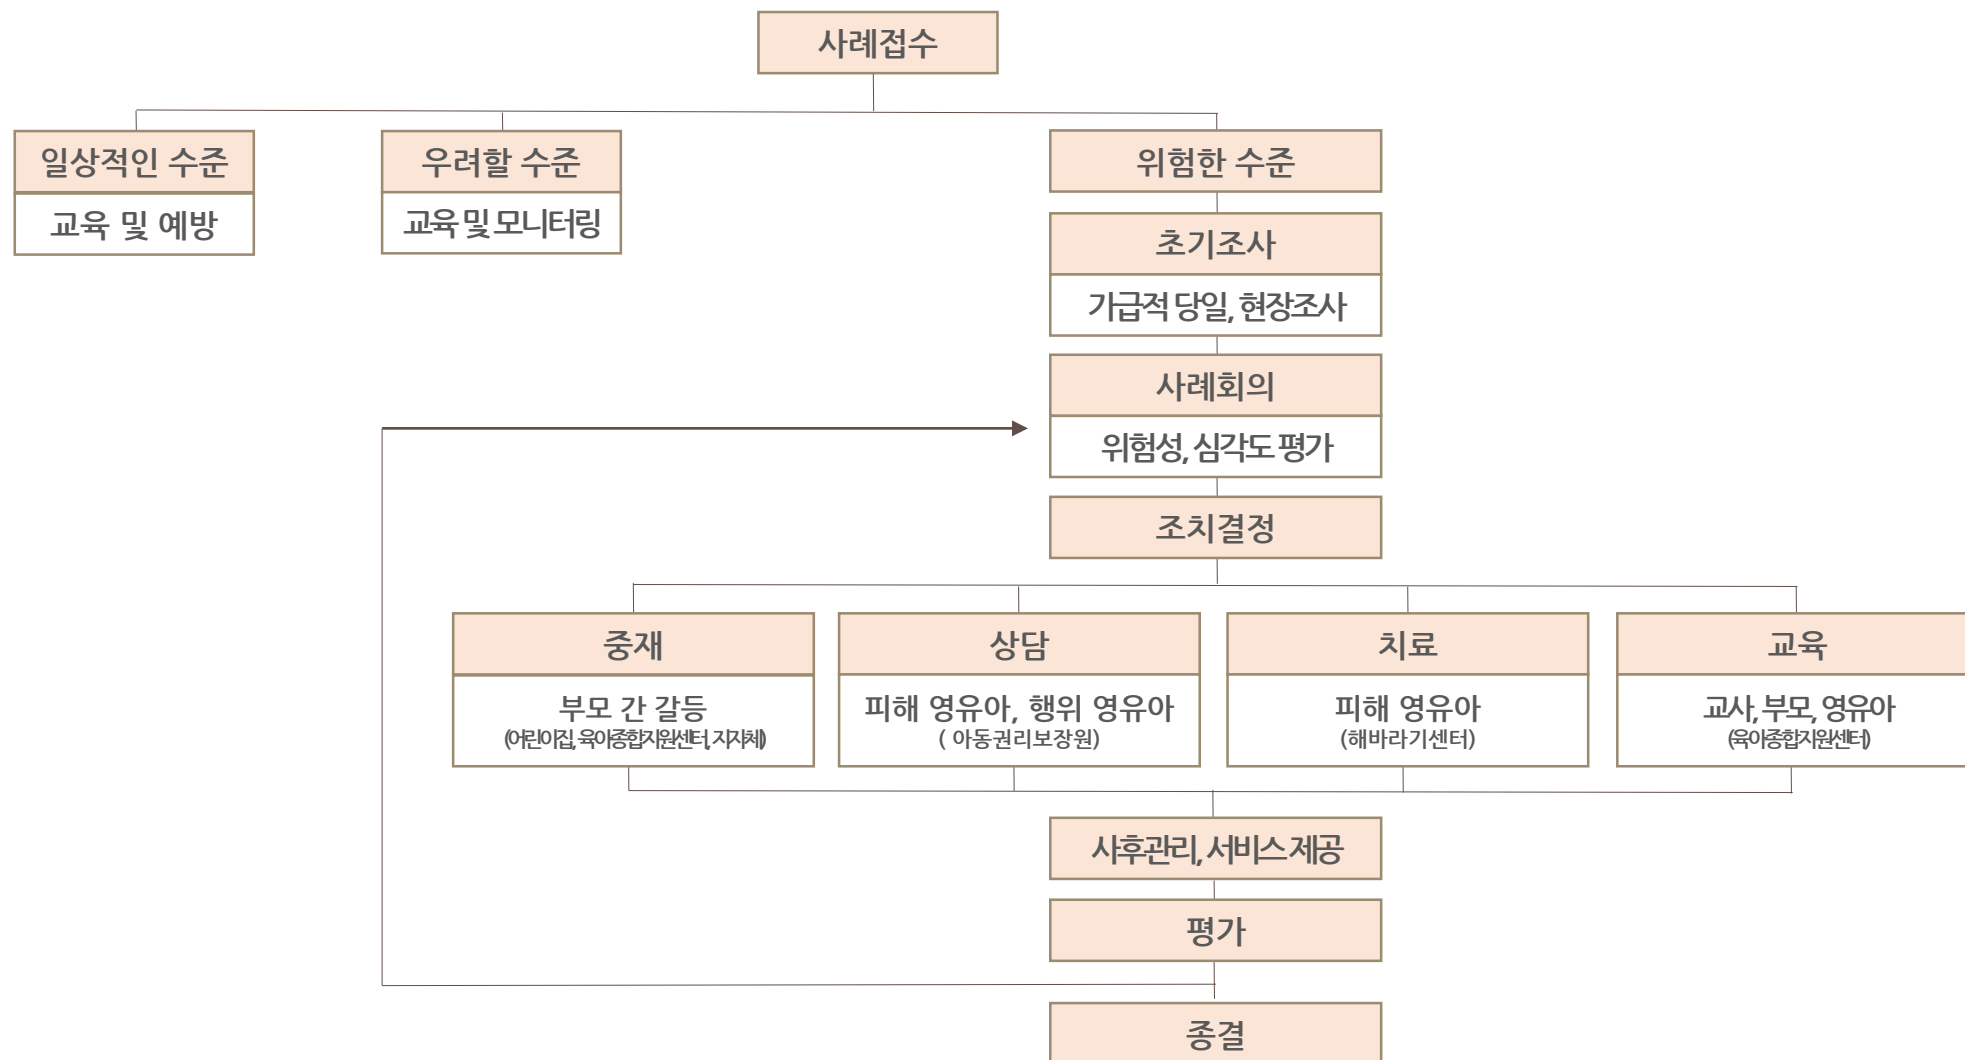 사례접수
일상적인 수준
교육 및 예방
우려할 수준
교육 및 모니터링
위험한 수준
초기조사
가급적 당일, 현장조사
사례회의
위험성, 심각도 평가
조치결정
중재
부모 간 갈등
(어린이집, 육아종합지원센터, 지자체)
상담
피해 영유아, 행위 영유아
( 아동권리보장원)
치료
피해 영유아
(해바라기센터)
교육
교사, 부모, 영유아
(육아종합지원센터)
사후관리, 서비스 제공
평가
종결